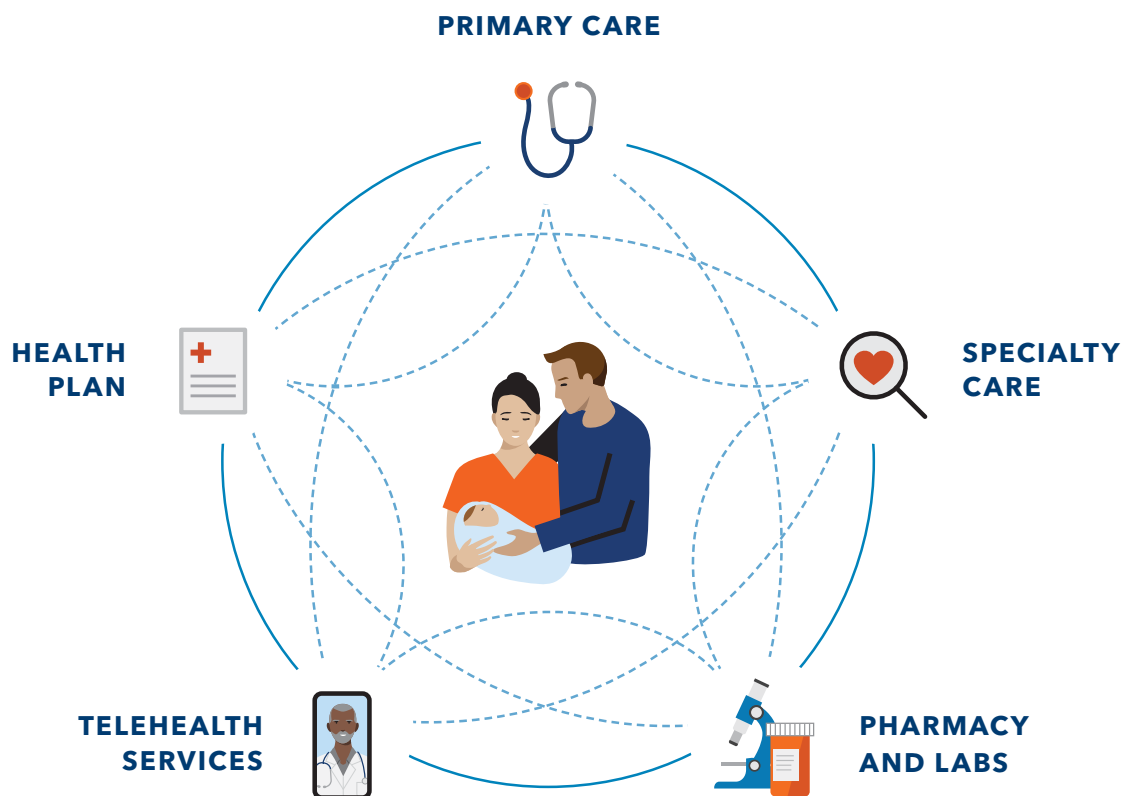 PRIMARY CARE
HEALTH
PLAN
SPECIALTY
CARE
TELEHEALTH
SERVICES
PHARMACY
AND LABS